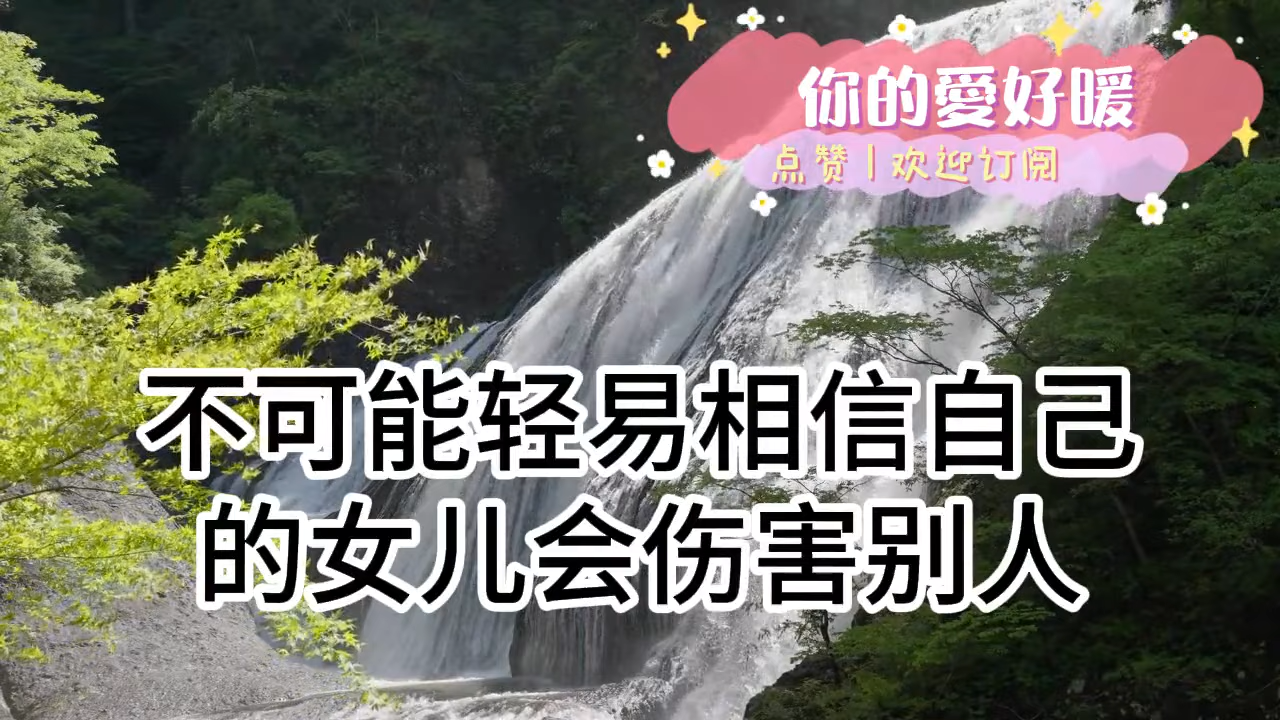 你的愛好暖
点赞 | 欢迎订阅
不可能轻易相信自己
的女儿会伤害别人